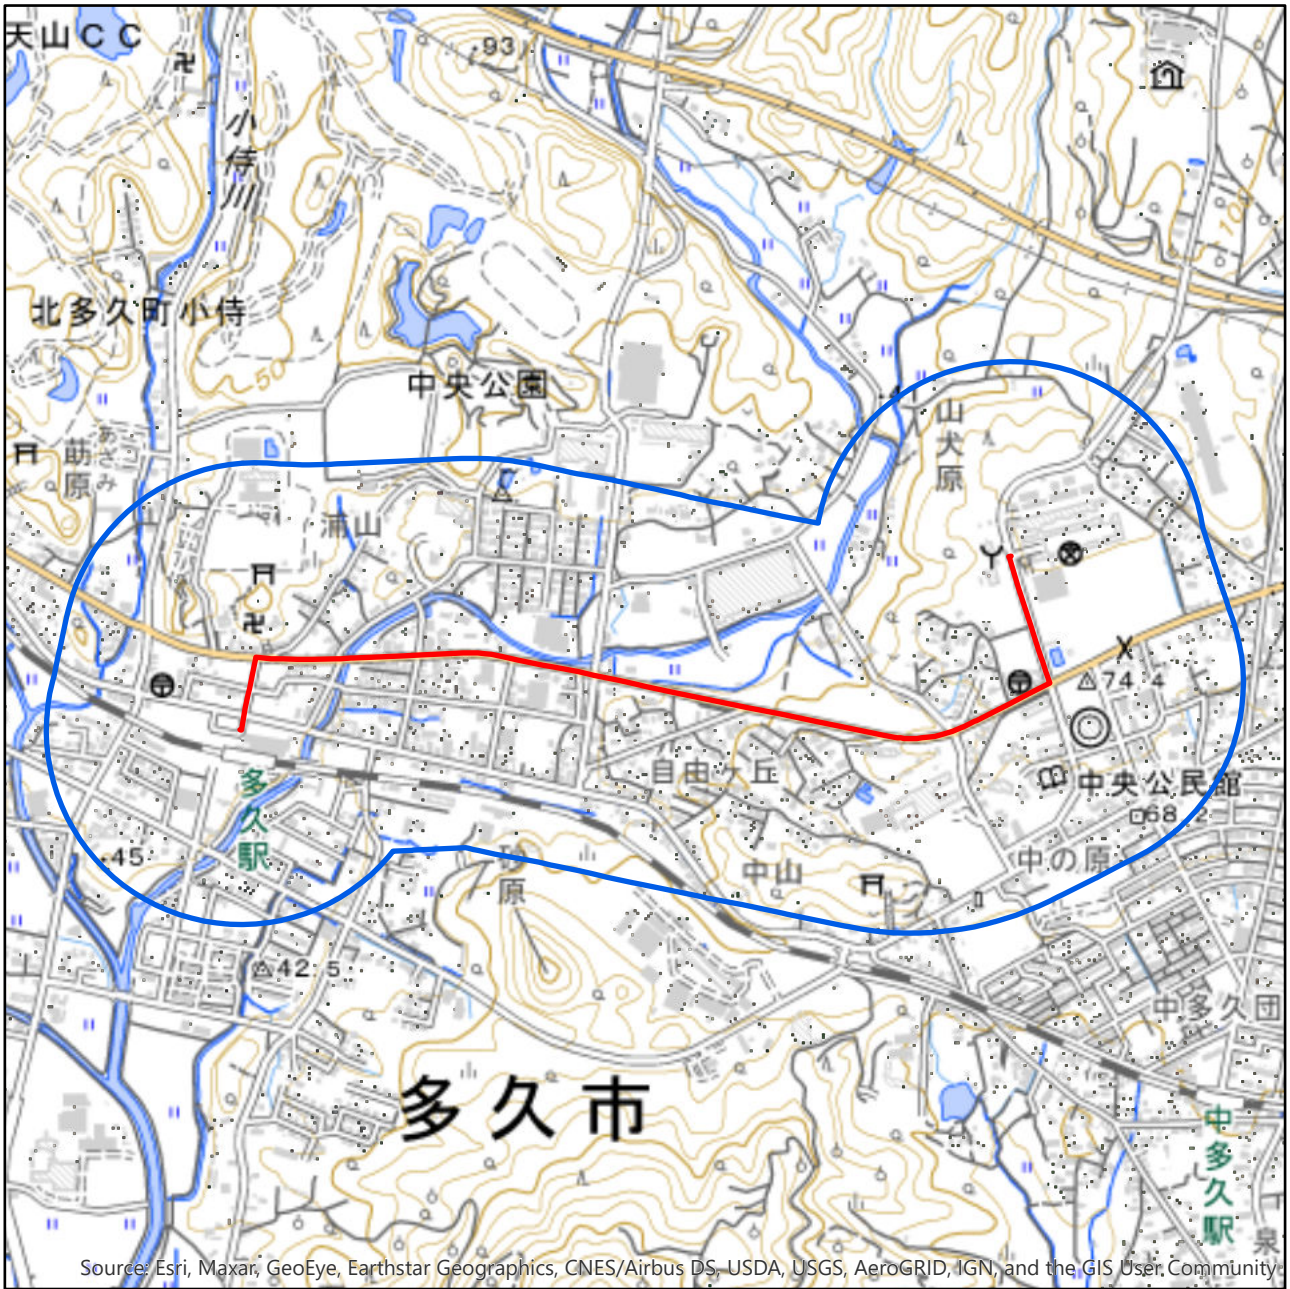 天山CC
93
小侍川
北多久町小侍
50
中央公園
莇原
あざみ
山犬原
浦山
74.4
自由ヶ丘
中央公民館
68.2
多久駅
45
中山
中の原
原
42.5
中多久団
多久市
中多久駅
泉
Source: Esri, Maxar, GeoEye, Earthstar Geographics, CNES/Airbus DS, USDA, USGS, AeroGRID, IGN, and the GIS User Community